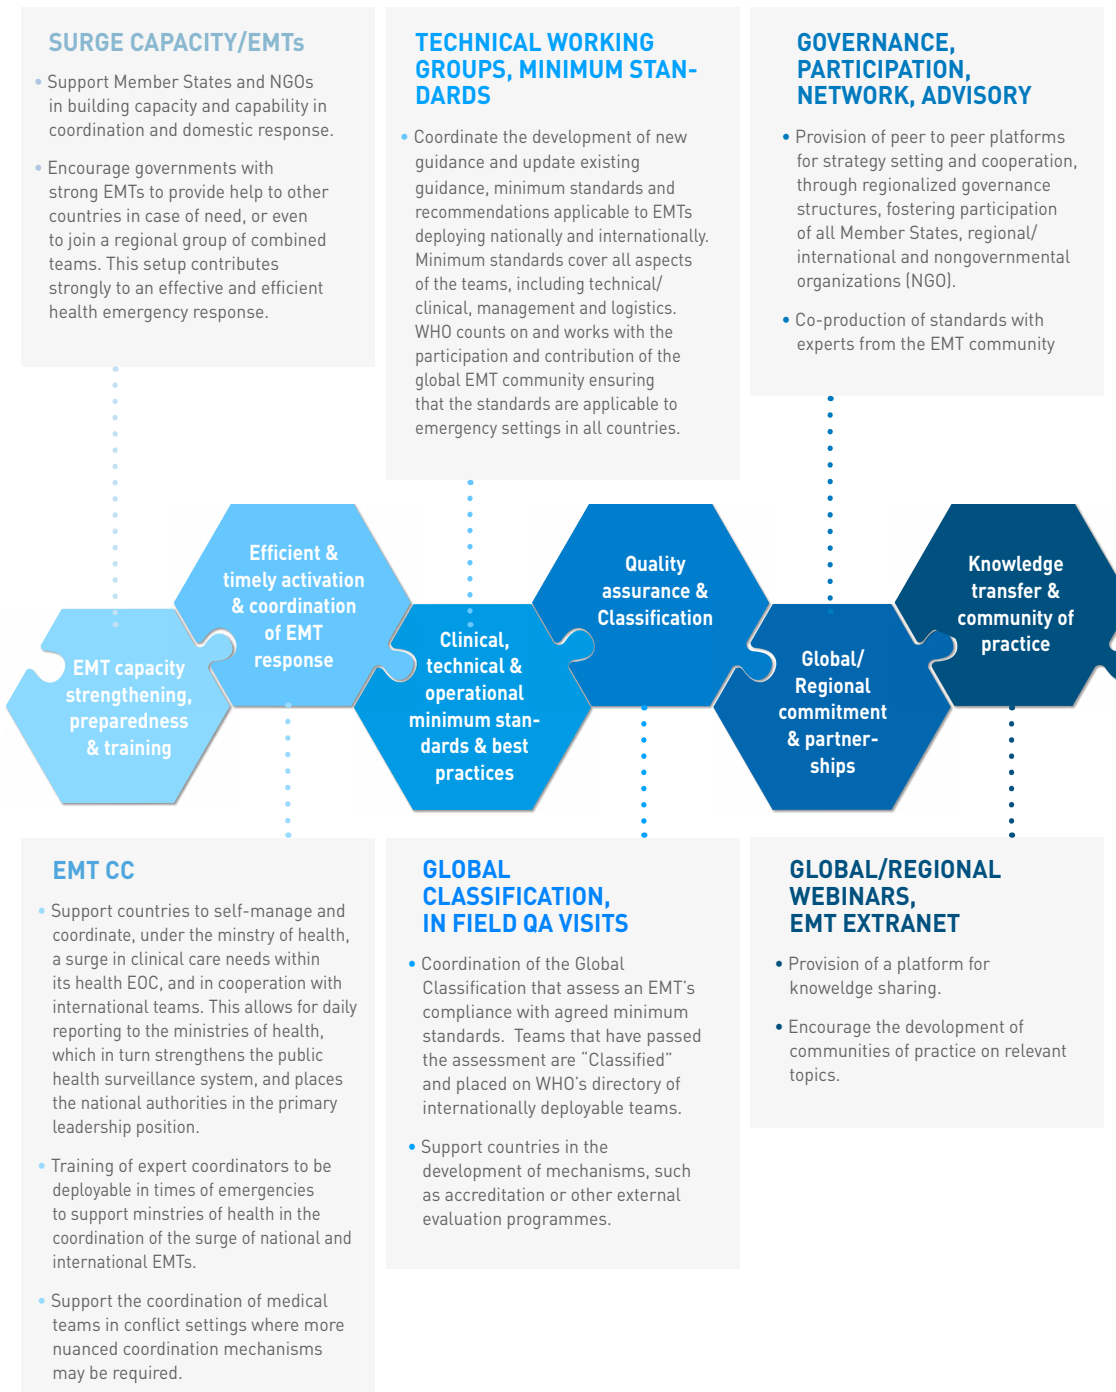 SURGE CAPACITY/EMTs
• Support Member States and NGOs
in building capacity and capability in
coordination and domestic response.
• Encourage governments with
strong EMTs to provide help to other
countries in case of need, or even
to join a regional group of combined
teams. This setup contributes
strongly to an effective and efficient
health emergency response.
TECHNICAL WORKING
GROUPS, MINIMUM STAN-
DARDS
• Coordinate the development of new
guidance and update existing
guidance, minimum standards and
recommendations applicable to EMTs
deploying nationally and internationally.
Minimum standards cover all aspects
of the teams, including technical/
clinical, management and logistics.
WHO counts on and works with the
participation and contribution of the
global EMT community ensuring
that the standards are applicable to
emergency settings in all countries.
GOVERNANCE,
PARTICIPATION,
NETWORK, ADVISORY
• Provision of peer to peer platforms
for strategy setting and cooperation,
through regionalized governance
structures, fostering participation
of all Member States, regional/
international and nongovernmental
organizations (NGO).
• Co-production of standards with
experts from the EMT community
EMT capacity
strengthening,
preparedness
& training
Efficient &
timely activation
& coordination
of EMT
response
Clinical,
technical &
operational
minimum stan-
dards & best
practices
Quality
assurance &
Classification
Global/
Regional
commitment
& partner-
ships
Knowledge
transfer &
community of
practice
EMT CC
• Support countries to self-manage and
coordinate, under the minstry of health,
a surge in clinical care needs within
its health EOC, and in cooperation with
international teams. This allows for daily
reporting to the ministries of health,
which in turn strengthens the public
health surveillance system, and places
the national authorities in the primary
leadership position.
• Training of expert coordinators to be
deployable in times of emergencies
to support minstries of health in the
coordination of the surge of national and
international EMTs.
• Support the coordination of medical
teams in conflict settings where more
nuanced coordination mechanisms
may be required.
GLOBAL
CLASSIFICATION,
IN FIELD QA VISITS
• Coordination of the Global
Classification that assess an EMT's
compliance with agreed minimum
standards. Teams that have passed
the assessment are "Classified"
and placed on WHO's directory of
internationally deployable teams.
• Support countries in the
development of mechanisms, such
as accreditation or other external
evaluation programmes.
GLOBAL/REGIONAL
WEBINARS,
EMT EXTRANET
• Provision of a platform for
knoweldge sharing.
• Encourage the devolopment of
communities of practice on relevant
topics.